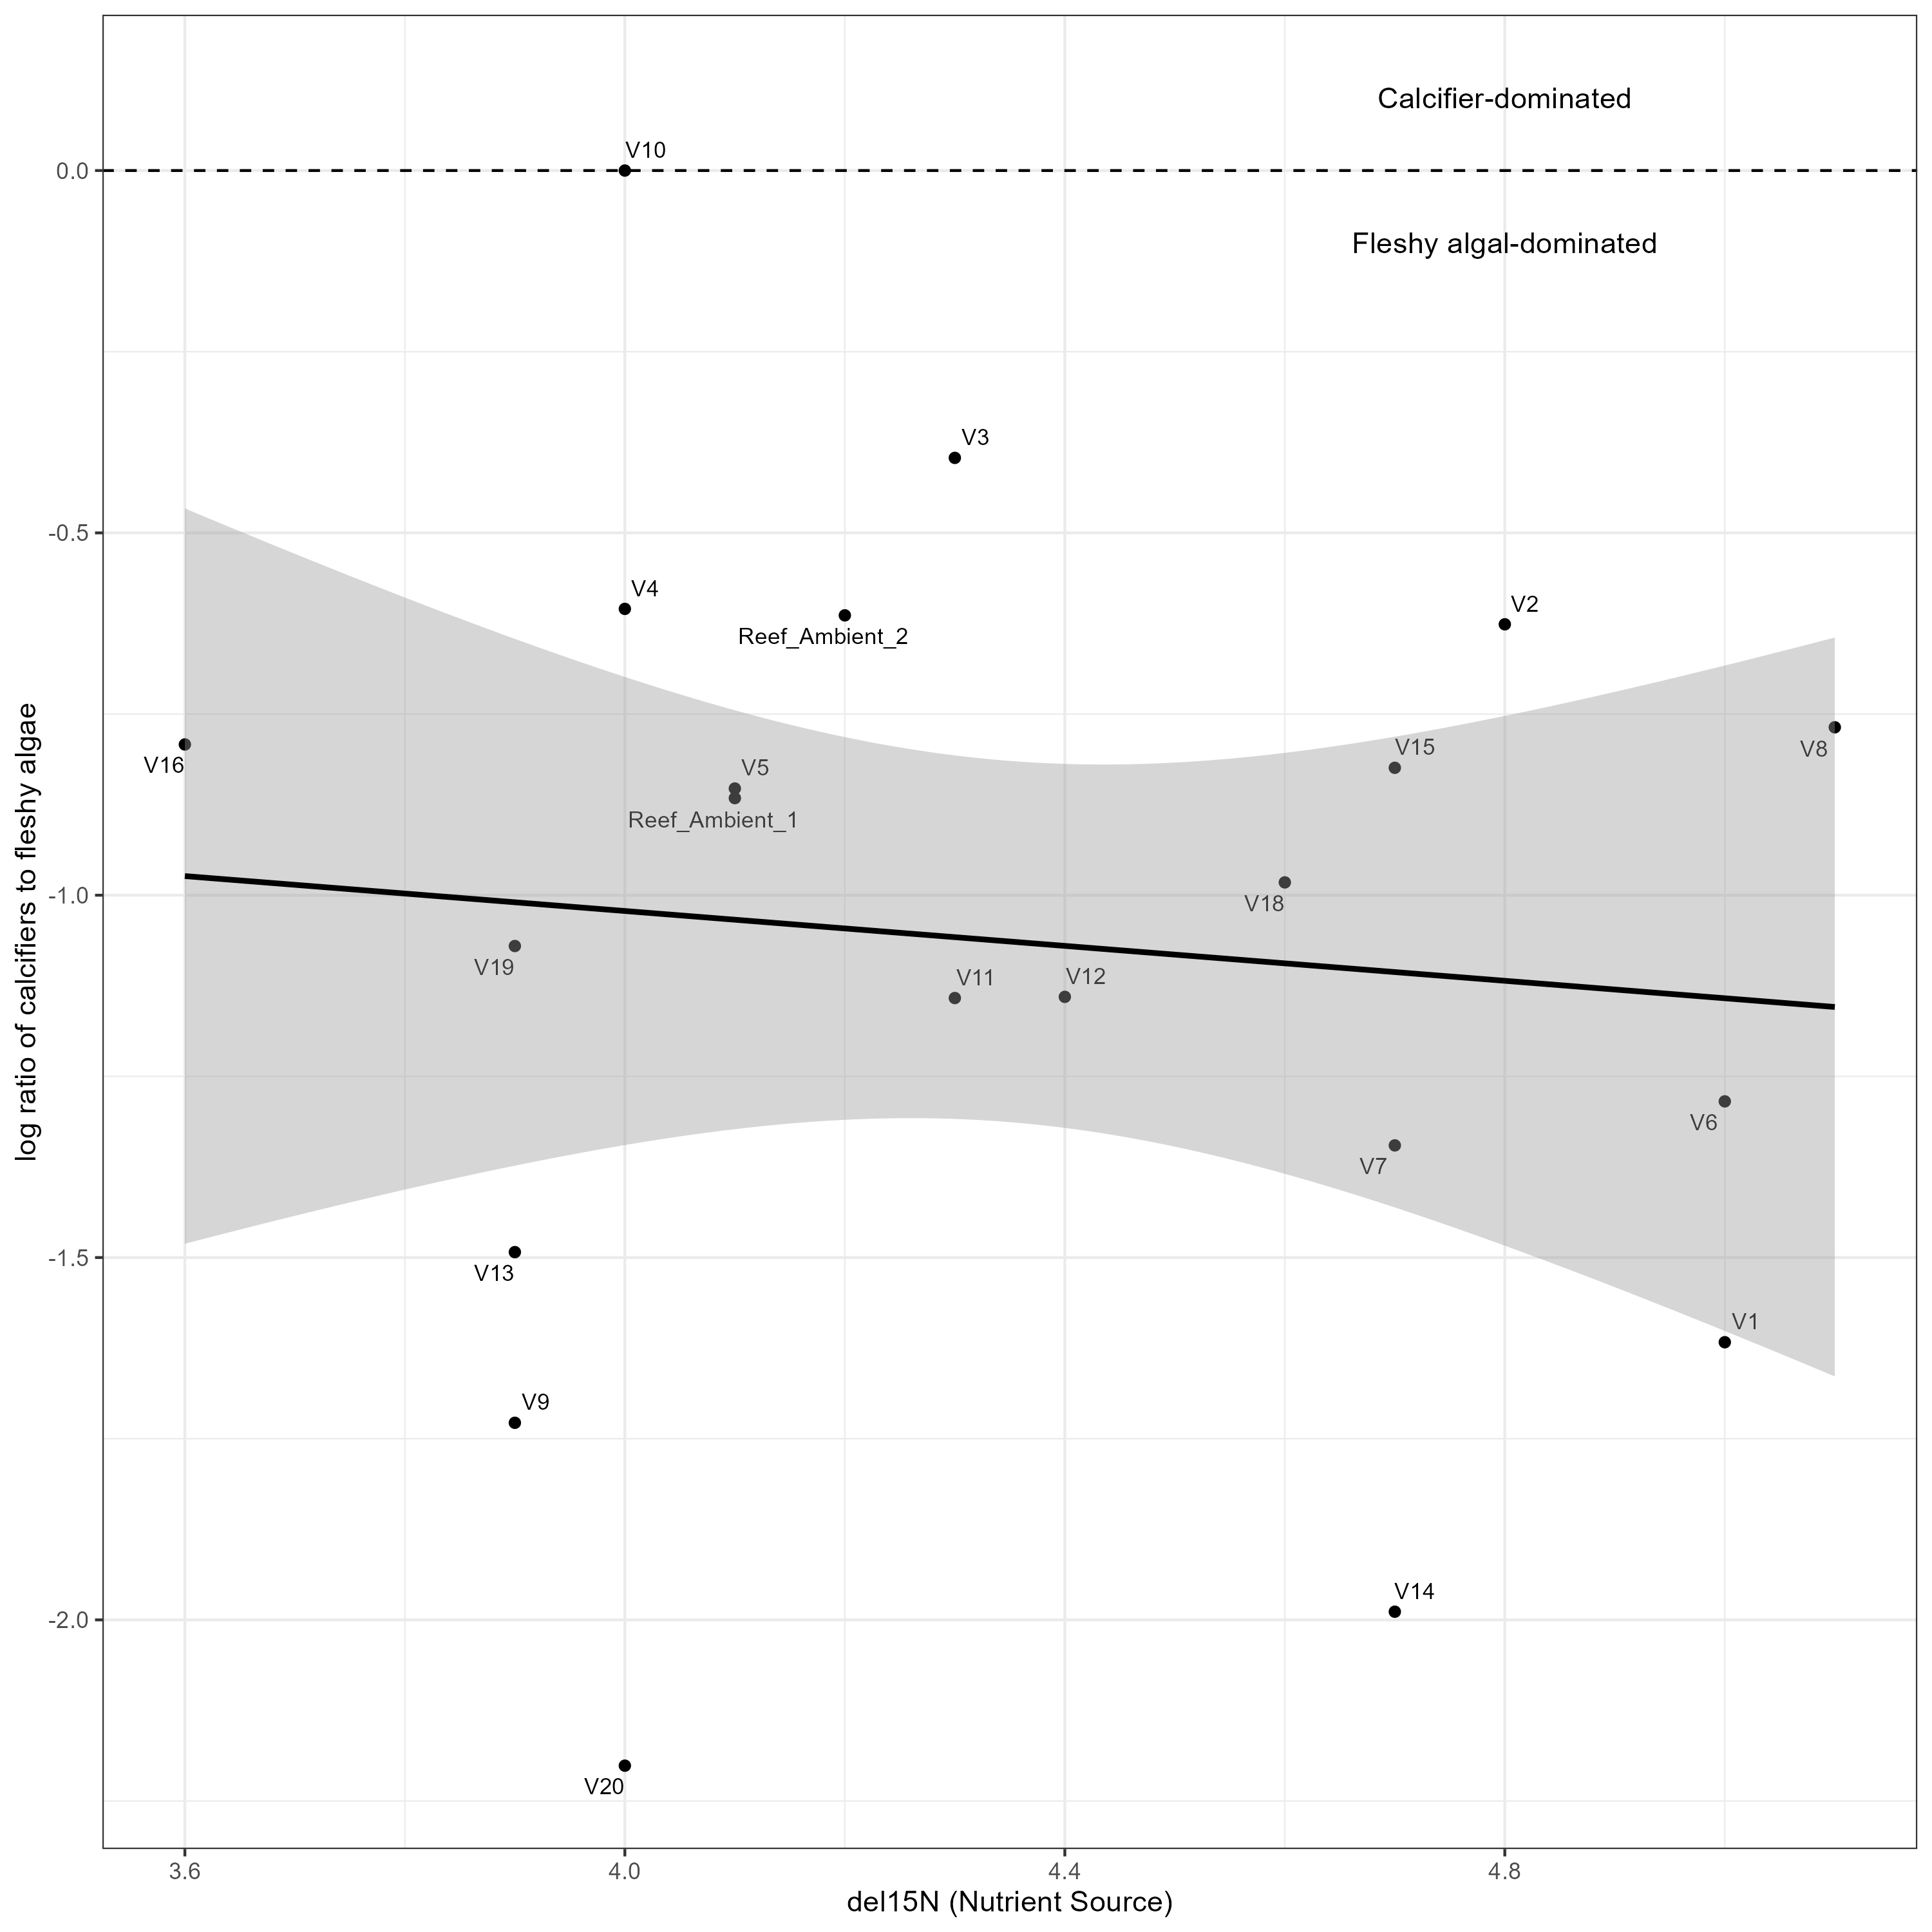 Calcifier-dominated
V10
0.0
Fleshy algal-dominated
V3
-0.5
V4
V2
Reef_Ambient_2
V15
V8
V16
V5
Reef_Ambient_1
-1.0
V18
V19
V11
V12
V6
V7
-1.5
V13
V1
V9
V14
-2.0
V20
3.6
4.0
4.4
4.8
del15N (Nutrient Source)
log ratio of calcifiers to fleshy algae